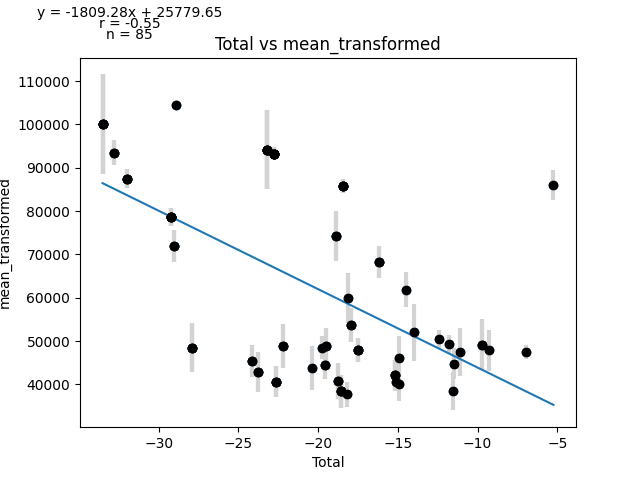 y = -1809.28x + 25779.65
r = -0.55
n = 85
Total vs mean_transformed
110000
100000
90000
80000
70000
60000
50000
40000
mean_transformed
−30
−25
−20
−15
−10
−5
Total